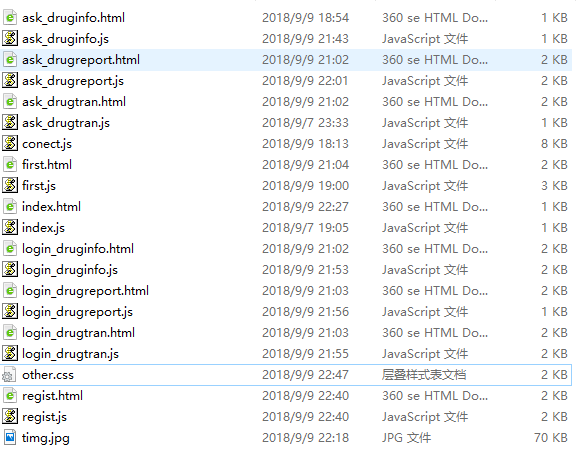 ask_druginfo.html 2018/9/9 18:54 360 se HTML Do... 1 KB
ask_druginfo.js 2018/9/9 21:43 JavaScript 文件 1 KB
ask_drugreport.html 2018/9/9 21:02 360 se HTML Do... 2 KB
ask_drugreport.js 2018/9/9 22:01 JavaScript 文件 2 KB
ask_drugtran.html 2018/9/9 21:02 360 se HTML Do... 2 KB
ask_drugtran.js 2018/9/7 23:33 JavaScript 文件 1 KB
conect.js 2018/9/9 18:13 JavaScript 文件 8 KB
first.html 2018/9/9 21:04 360 se HTML Do... 2 KB
first.js 2018/9/9 19:00 JavaScript 文件 3 KB
index.html 2018/9/9 22:27 360 se HTML Do... 1 KB
index.js 2018/9/7 19:05 JavaScript 文件 1 KB
login_druginfo.html 2018/9/9 21:02 360 se HTML Do... 2 KB
login_druginfo.js 2018/9/9 21:53 JavaScript 文件 2 KB
login_drugreport.html 2018/9/9 21:03 360 se HTML Do... 2 KB
login_drugreport.js 2018/9/9 21:56 JavaScript 文件 1 KB
login_drugtran.html 2018/9/9 21:03 360 se HTML Do... 2 KB
login_drugtran.js 2018/9/9 21:55 JavaScript 文件 2 KB
other.css 2018/9/9 22:47 层叠样式表文档 2 KB
regist.html 2018/9/9 22:40 360 se HTML Do... 2 KB
regist.js 2018/9/9 22:40 JavaScript 文件 2 KB
timg.jpg 2018/9/9 22:18 JPG 文件 70 KB